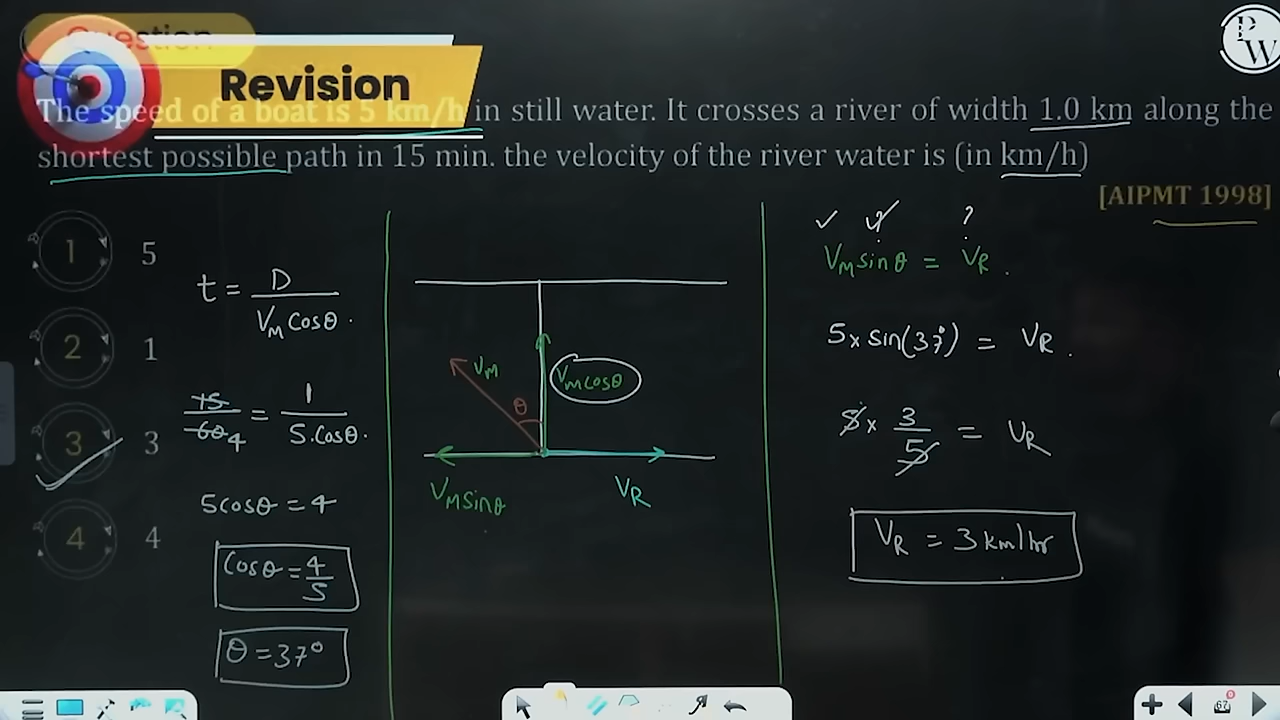 Question
Revision
PW
The speed of a boat is 5 km/h in still water. It crosses a river of width 1.0 km along the
shortest possible path in 15 min. the velocity of the river water is (in km/h)
[AIPMT 1998]
1 5
2 1
3 3
4 4
t = D / V_M Cosθ.
15/60 4 = 1 / 5.Cosθ.
5cosθ = 4
Cosθ = 4/5
θ = 37°
V_M
θ
V_M cosθ
V_M sinθ
V_R
?
V_M sinθ = V_R.
5 x sin(37°) = V_R.
5 x 3/5 = V_R
V_R = 3 km/hr
67